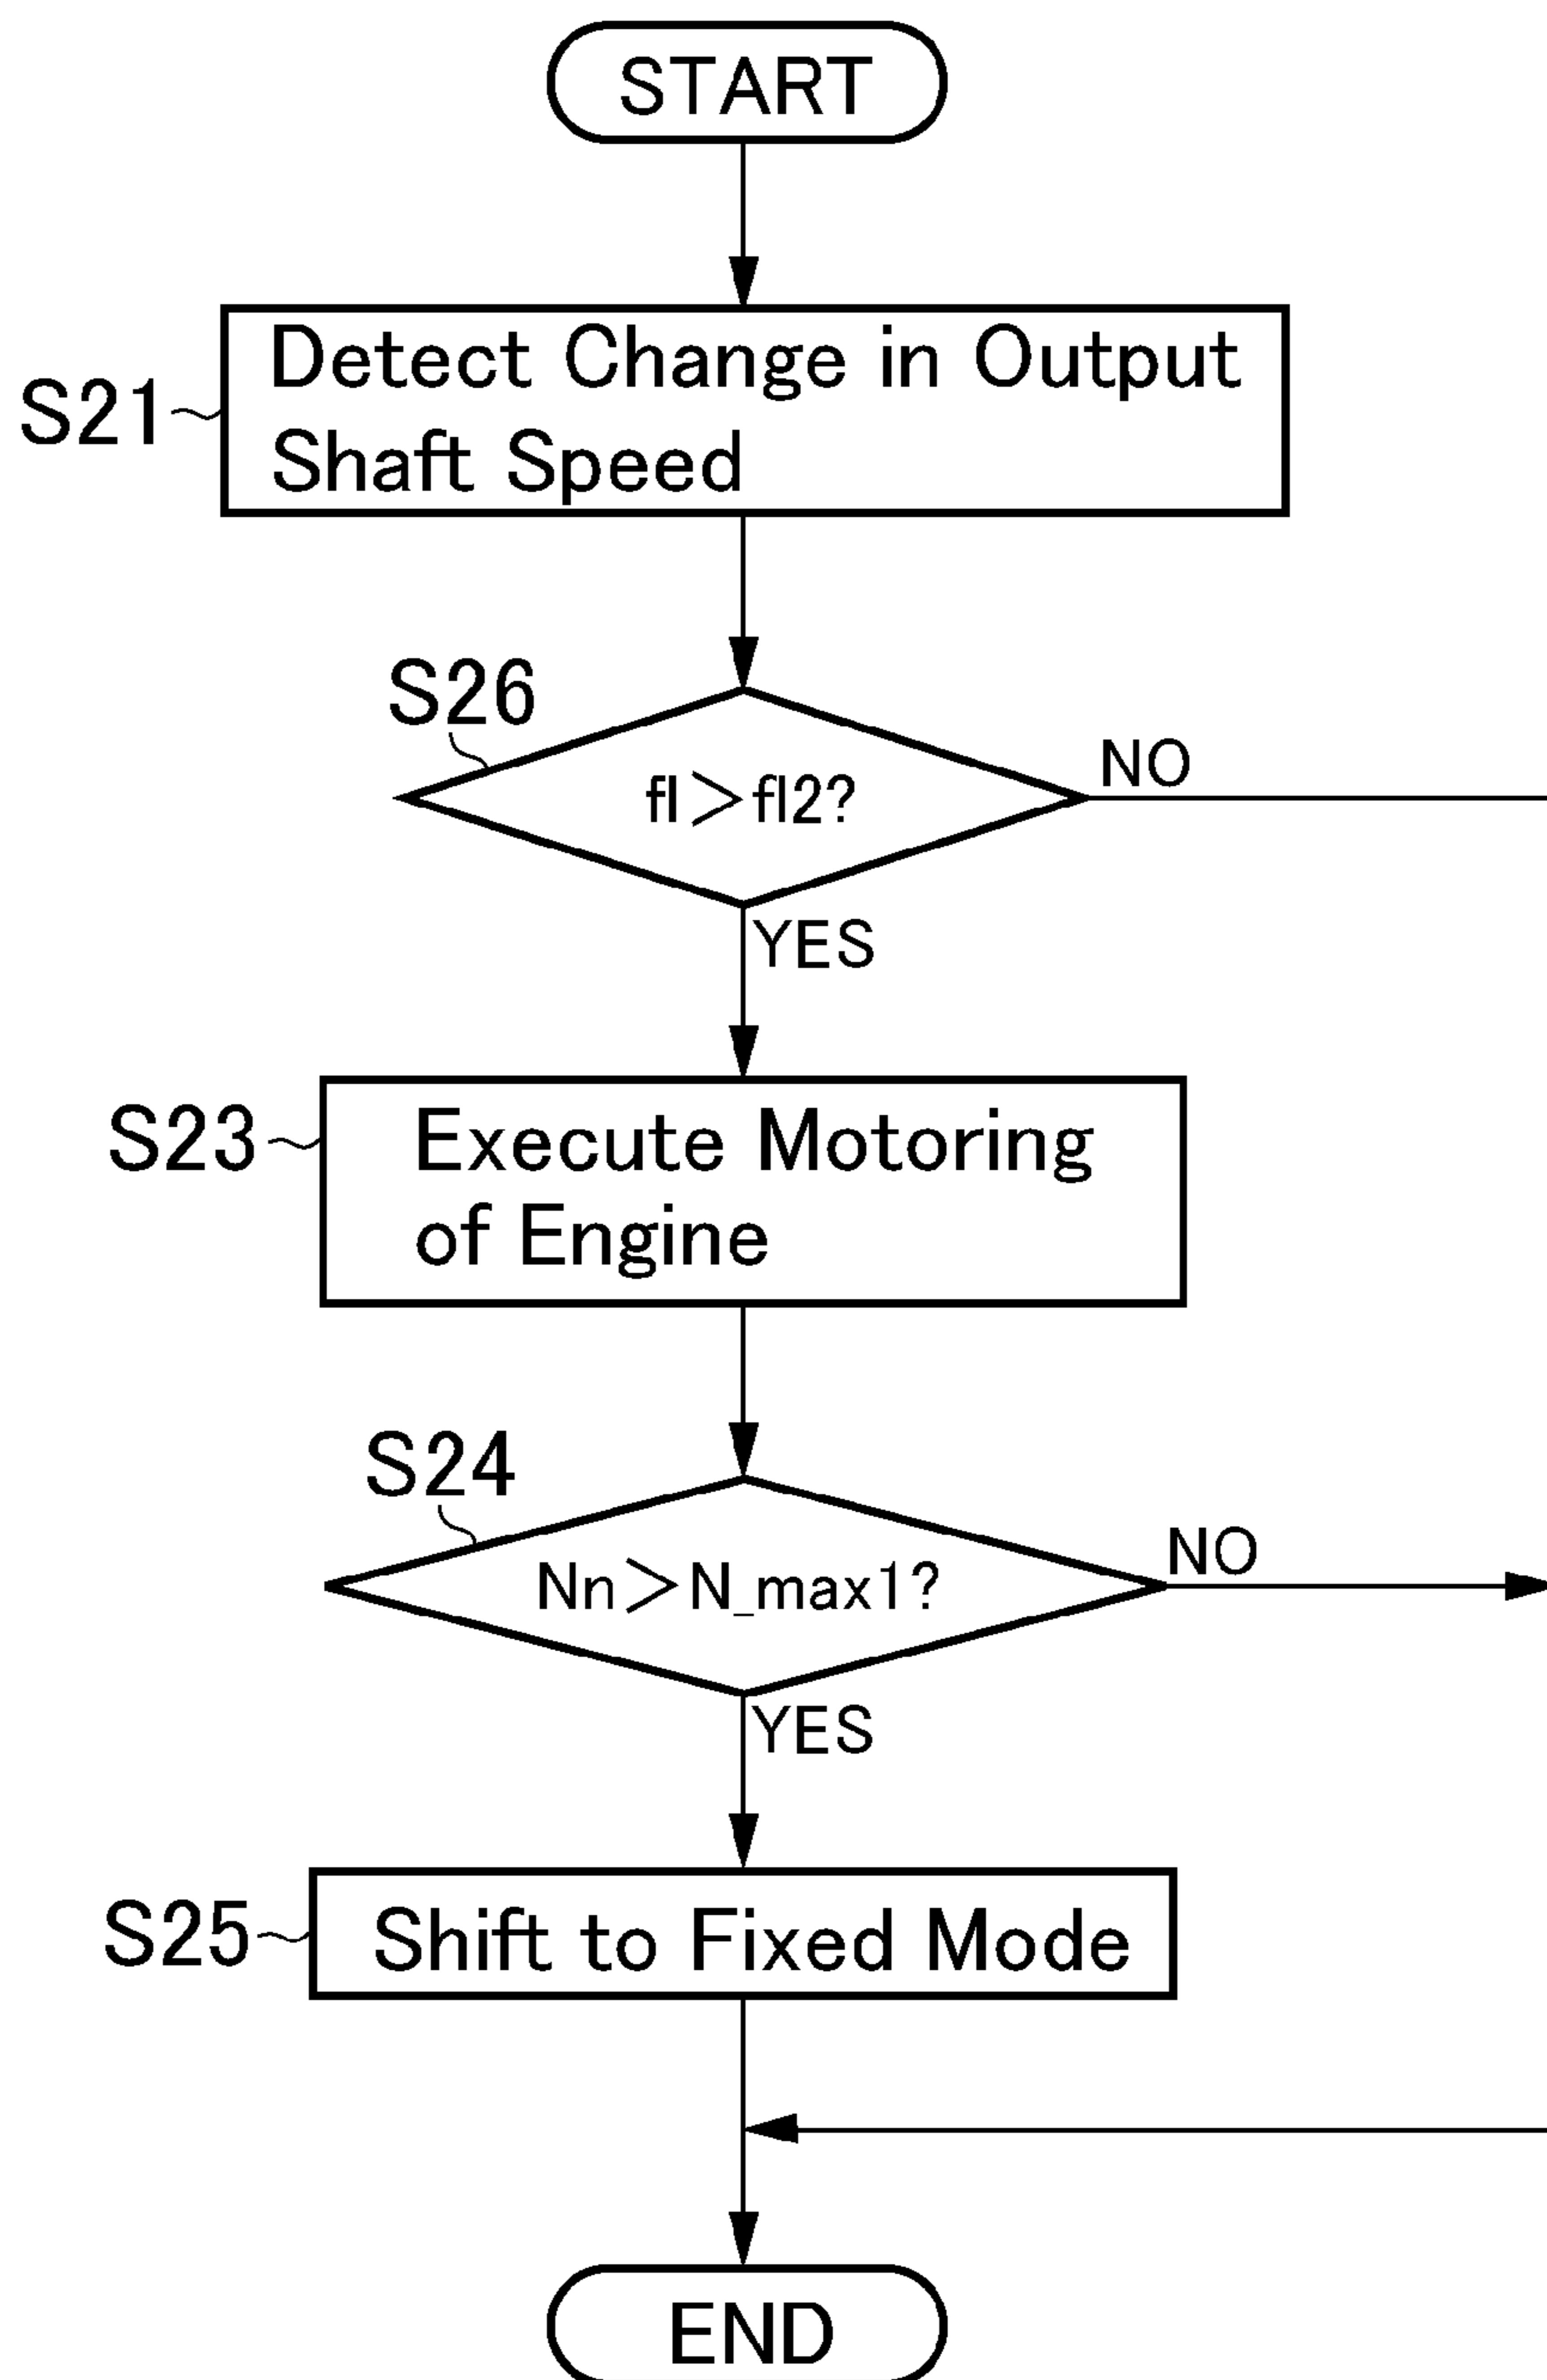 START
S21
Detect Change in Output
Shaft Speed
S26
fl＞fl2?
NO
YES
S23
Execute Motoring
of Engine
S24
Nn＞N_max1?
NO
YES
S25
Shift to Fixed Mode
END